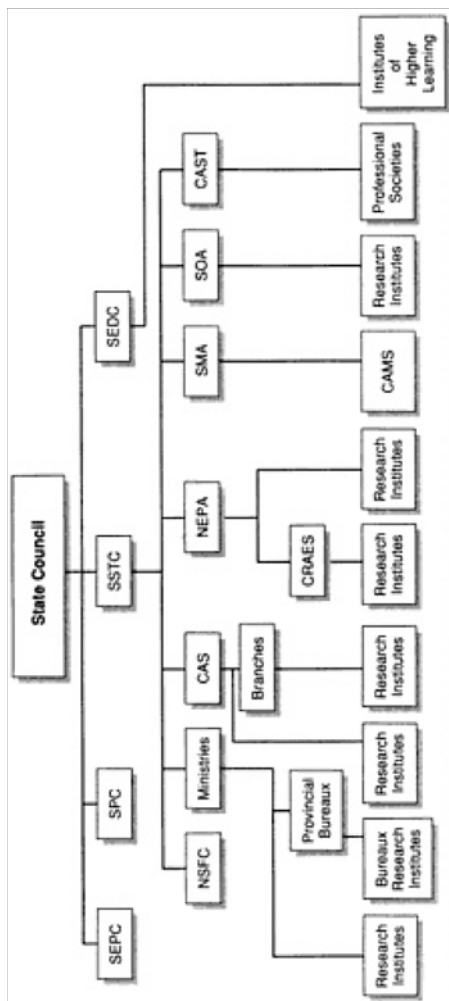 State Council
SEPC
SPC
SSTC
SEDC
NSFC
Ministries
CAS
NEPA
SMA
SOA
CAST
Provincial
Bureaux
Branches
CRAES
Research
Institutes
Bureaux
Research
Institutes
Research
Institutes
Research
Institutes
Research
Institutes
Research
Institutes
CAMS
Research
Institutes
Professional
Societies
Institutes
of
Higher
Learning